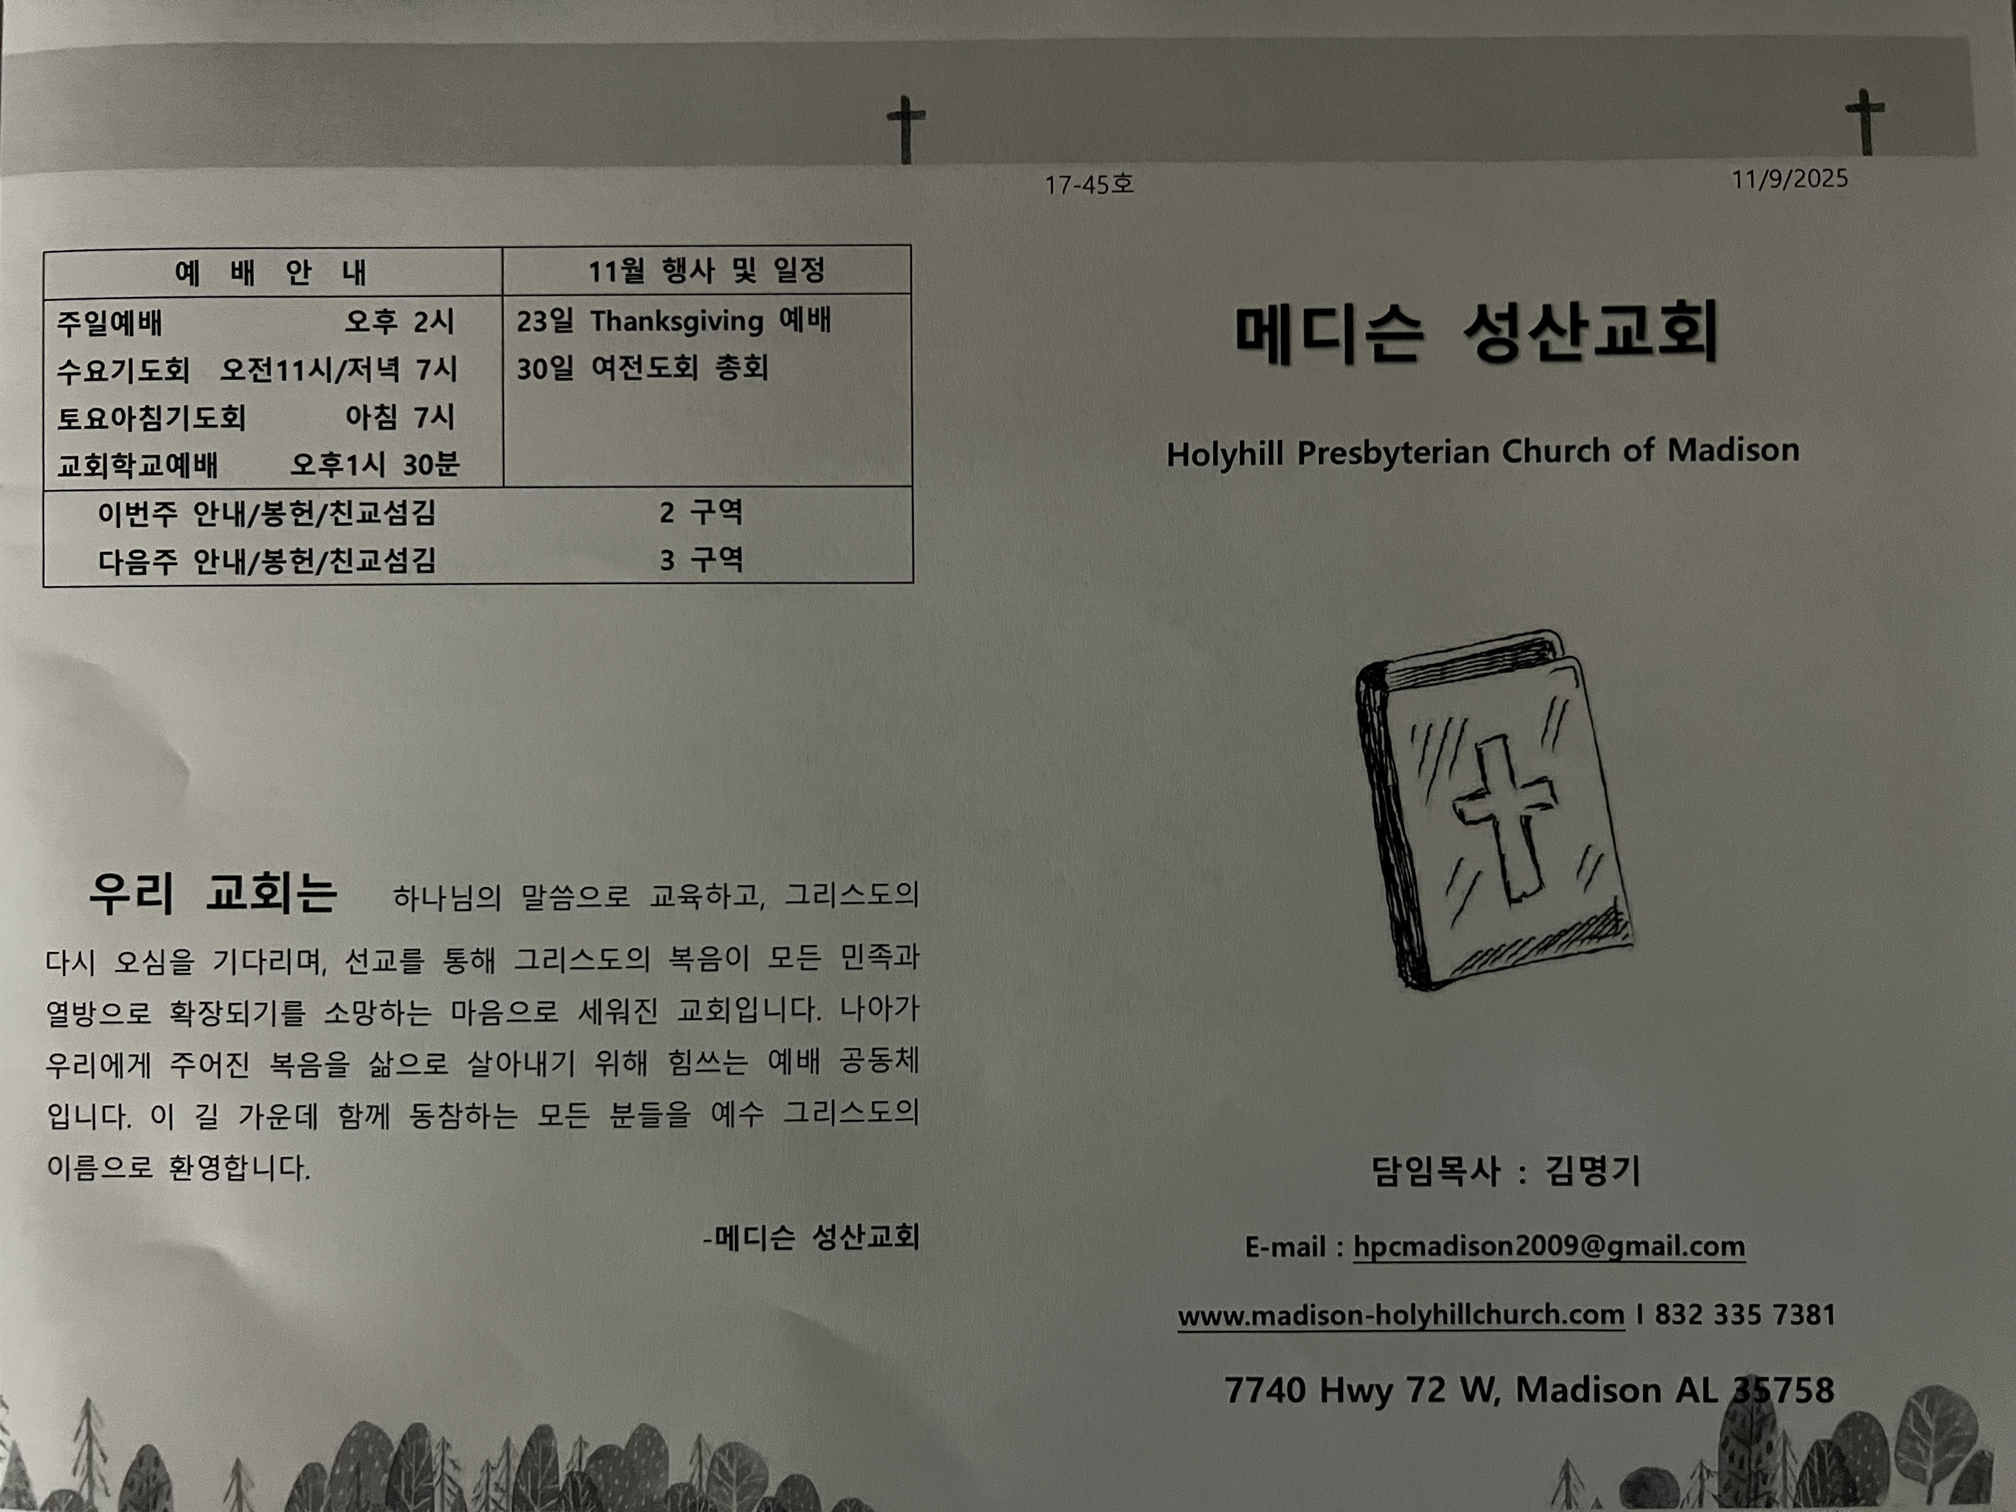 예 배 안 내 11월 행사 및 일정
주일예배 오후 2시 23일 Thanksgiving 예배
수요기도회 오전11시/저녁 7시 30일 여전도회 총회
토요아침기도회 아침 7시
교회학교예배 오후1시 30분
이번주 안내/봉헌/친교섬김 2 구역
다음주 안내/봉헌/친교섬김 3 구역
우리 교회는 하나님의 말씀으로 교육하고, 그리스도의
다시 오심을 기다리며, 선교를 통해 그리스도의 복음이 모든 민족과
열방으로 확장되기를 소망하는 마음으로 세워진 교회입니다. 나아가
우리에게 주어진 복음을 삶으로 살아내기 위해 힘쓰는 예배 공동체
입니다. 이 길 가운데 함께 동참하는 모든 분들을 예수 그리스도의
이름으로 환영합니다.
-메디슨 성산교회
17-45호 11/9/2025
메디슨 성산교회
Holyhill Presbyterian Church of Madison
담임목사 : 김명기
E-mail : hpcmadison2009@gmail.com
www.madison-holyhillchurch.com I 832 335 7381
7740 Hwy 72 W, Madison AL 35758